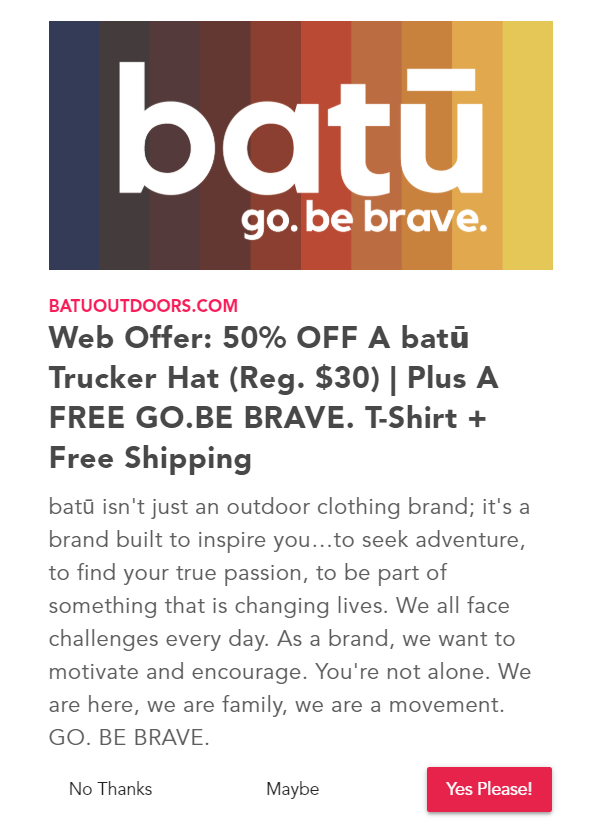 batū
go. be brave.
BATUOUTDOORS.COM
Web Offer: 50% OFF A batū
Trucker Hat (Reg. $30) | Plus A
FREE GO.BE BRAVE. T-Shirt +
Free Shipping
batū isn't just an outdoor clothing brand; it's a
brand built to inspire you...to seek adventure,
to find your true passion, to be part of
something that is changing lives. We all face
challenges every day. As a brand, we want to
motivate and encourage. You're not alone. We
are here, we are family, we are a movement.
GO. BE BRAVE.
No Thanks Maybe Yes Please!